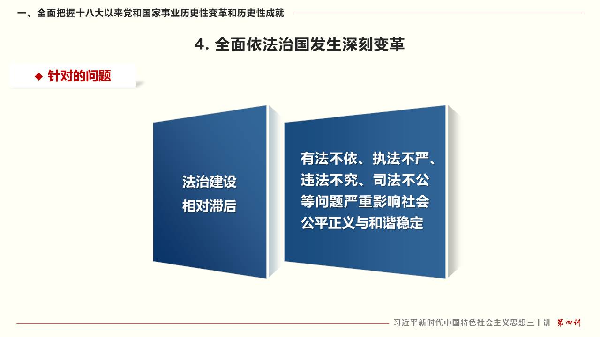 一、全面把握十八大以来党和国家事业历史性变革和历史性成就
4. 全面依法治国发生深刻变革
◆ 针对的问题
法治建设
相对滞后
有法不依、执法不严、
违法不究、司法不公
等问题严重影响社会
公平正义与和谐稳定
习近平新时代中国特色社会主义思想三十讲 第四讲